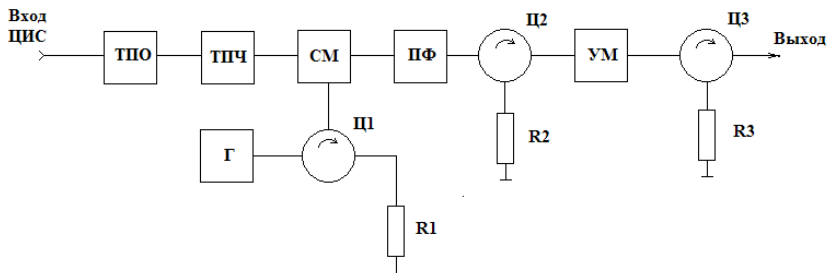 Вход
ЦИС
ТПО
ТПЧ
СМ
ПФ
Ц2
УМ
Ц3
Выход
Г
Ц1
R1
R2
R3